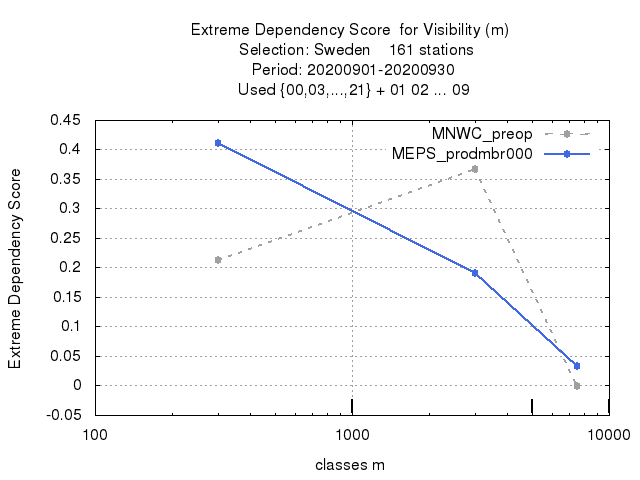 Extreme Dependency Score  for Visibility (m)
Selection: Sweden    161 stations
Period: 20200901-20200930
Used {00,03,...,21} + 01 02 ... 09
MNWC_preop
MEPS_prodmbr000
Extreme Dependency Score
0.45
0.4
0.35
0.3
0.25
0.2
0.15
0.1
0.05
0
-0.05
100
1000
10000
classes m